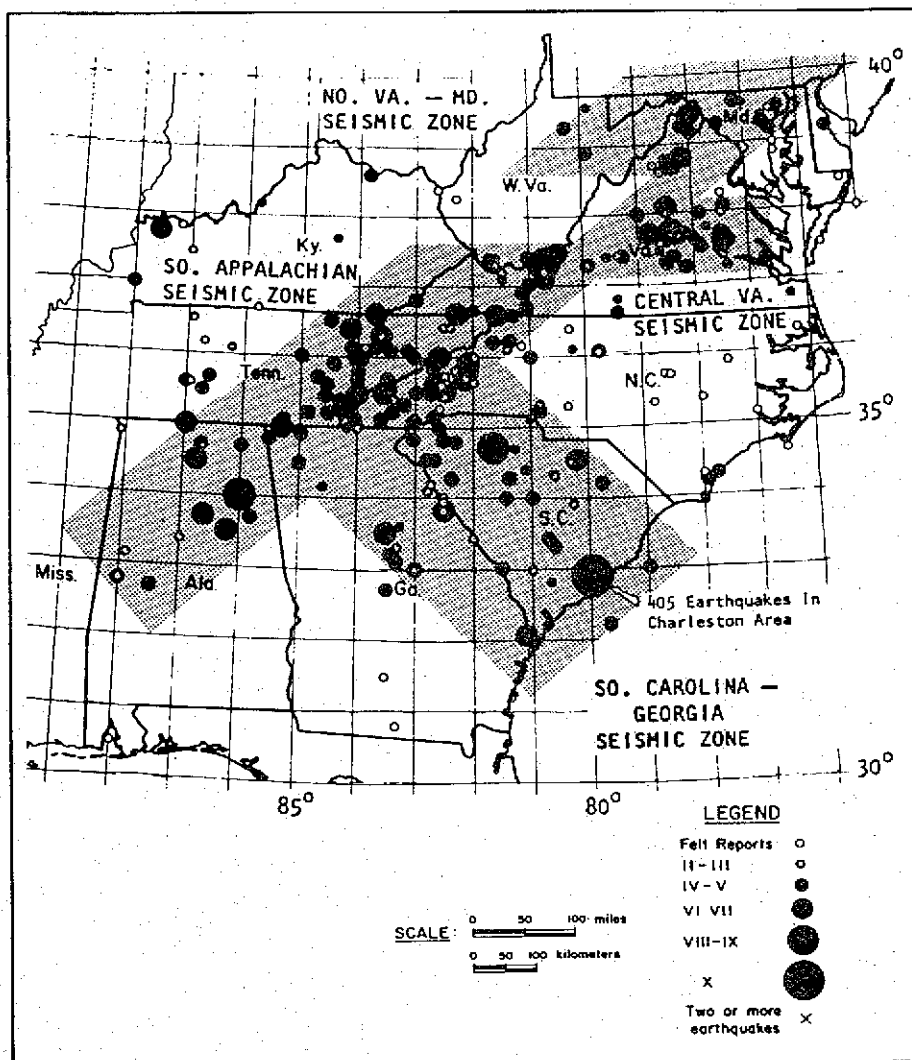 40°
NO. VA. — MD.
SEISMIC ZONE
Md.
W.Va.
Ky.
Va.
SO. APPALACHIAN
SEISMIC ZONE
CENTRAL VA.
SEISMIC ZONE
Tenn.
N.C.
35°
S.C.
Miss.
Ala.
Ga.
405 Earthquakes in
Charleston Area
SO. CAROLINA —
GEORGIA
SEISMIC ZONE
30°
85°
80°
LEGEND
Felt Reports
II-III
IV-V
VI VII
VIII-IX
X
Two or more
earthquakes
SCALE:
0 50 100 miles
0 50 100 kilometers